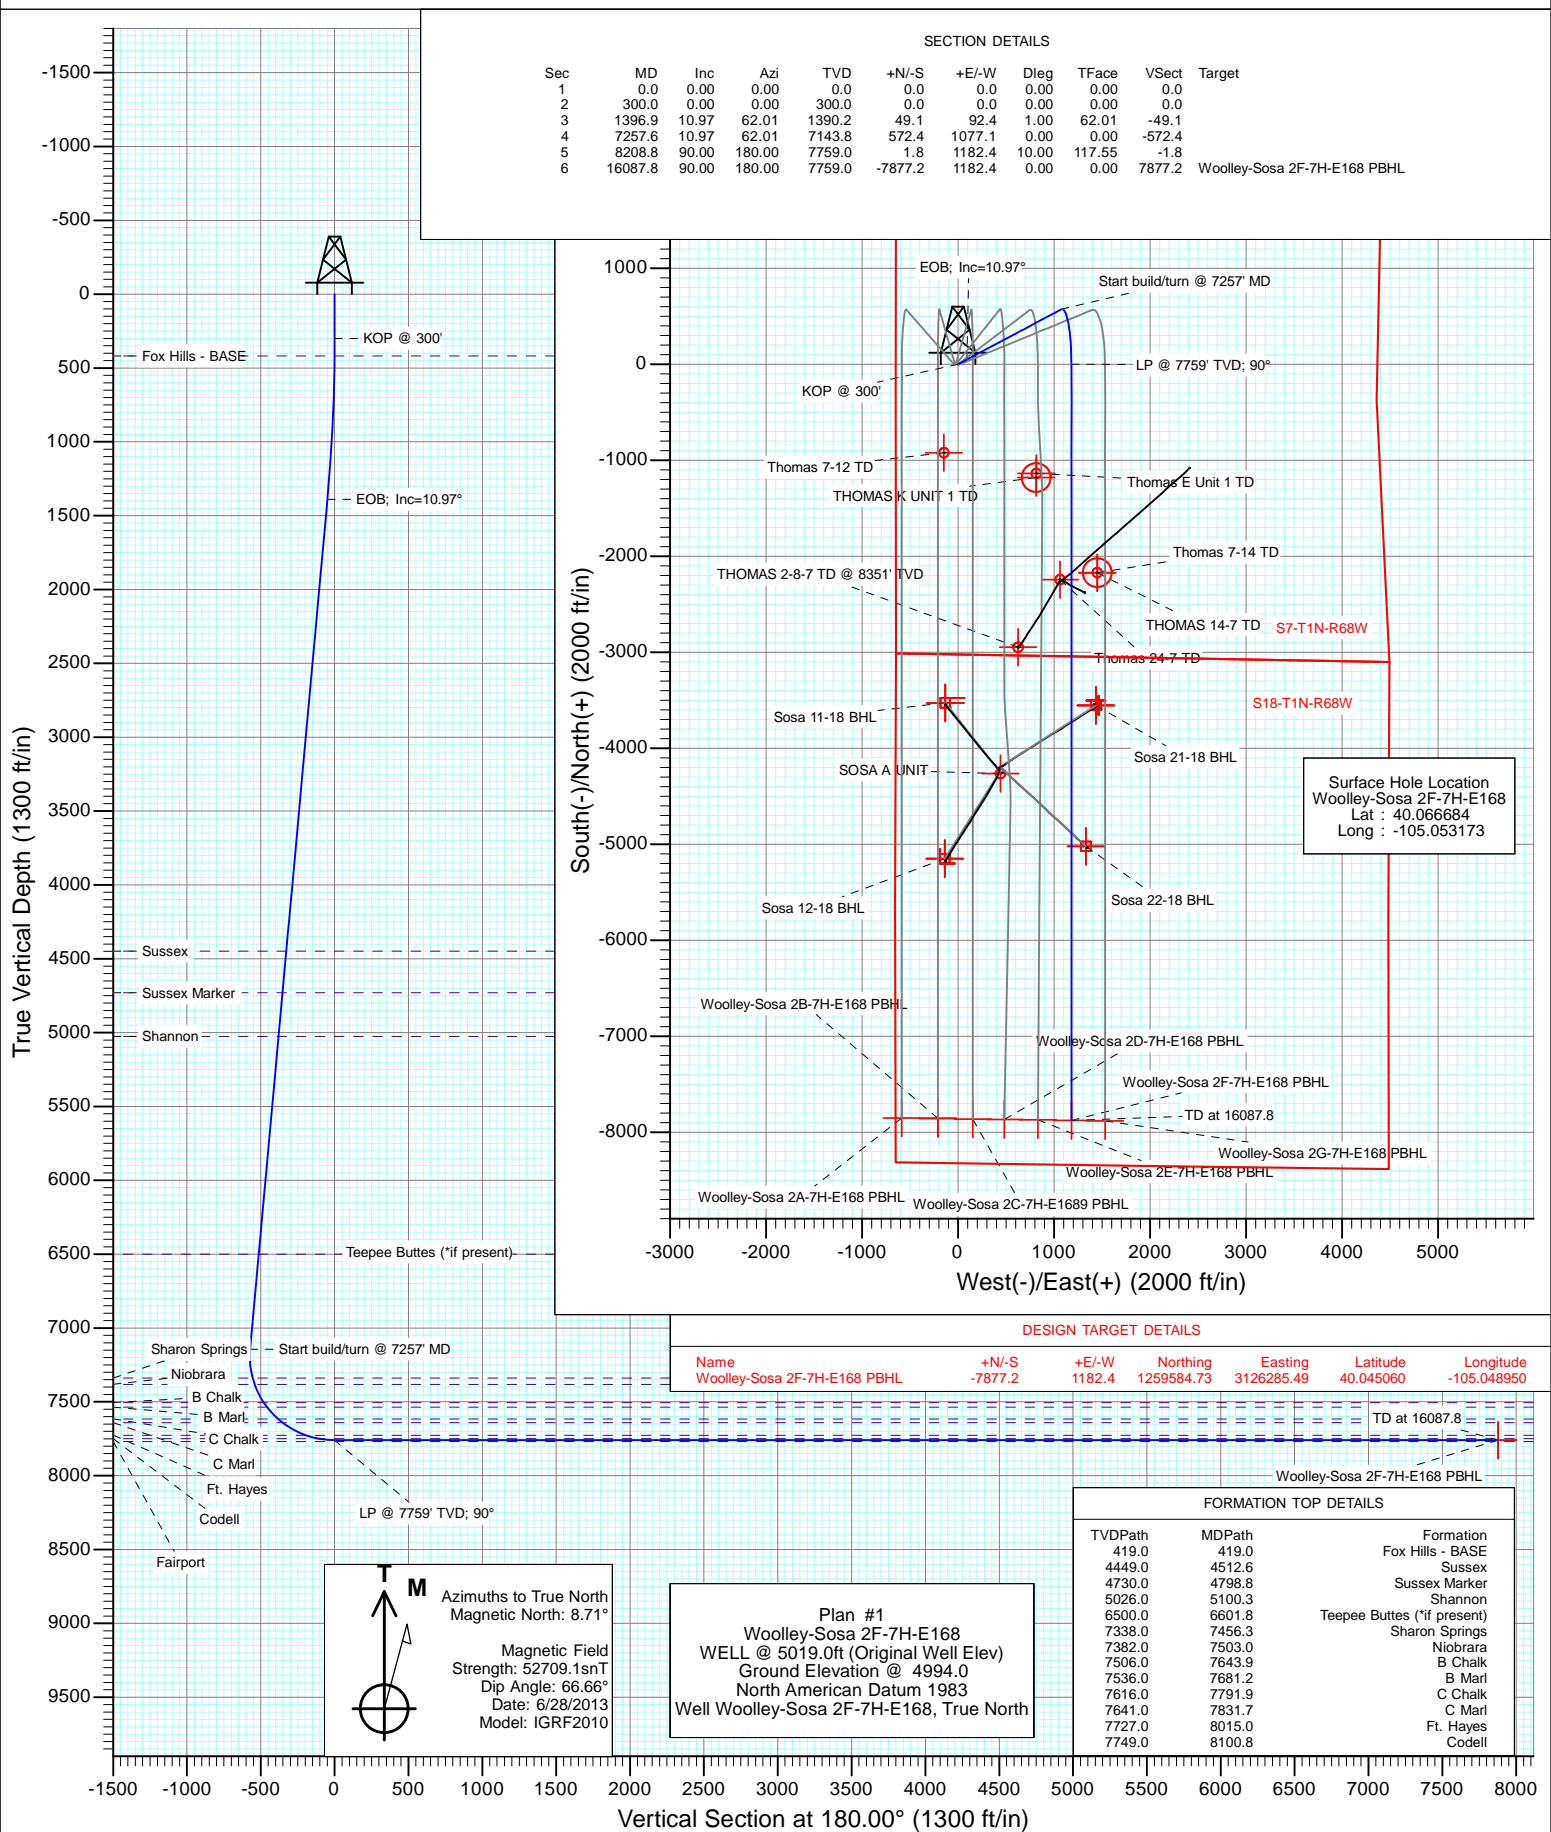 SECTION DETAILS
Sec MD Inc Azi TVD +N/-S +E/-W Dleg TFace VSect Target
1 0.0 0.00 0.00 0.0 0.0 0.0 0.00 0.00 0.0
2 300.0 0.00 0.00 300.0 0.0 0.0 0.00 0.00 0.0
3 1396.9 10.97 62.01 1390.2 49.1 92.4 1.00 62.01 -49.1
4 7257.6 10.97 62.01 7143.8 572.4 1077.1 0.00 0.00 -572.4
5 8208.8 90.00 180.00 7759.0 1.8 1182.4 10.00 117.55 -1.8
6 16087.8 90.00 180.00 7759.0 -7877.2 1182.4 0.00 0.00 7877.2 Woolley-Sosa 2F-7H-E168 PBHL
True Vertical Depth (1300 ft/in)
-1500
-1000
-500
0
500
1000
1500
2000
2500
3000
3500
4000
4500
5000
5500
6000
6500
7000
7500
8000
8500
9000
9500
KOP @ 300'
Fox Hills - BASE
EOB; Inc=10.97°
Sussex
Sussex Marker
Shannon
Teepee Buttes (*if present)
Sharon Springs
Start build/turn @ 7257' MD
Niobrara
B Chalk
B Marl
C Chalk
C Marl
Ft. Hayes
Codell
Fairport
LP @ 7759' TVD; 90°
TD at 16087.8
Woolley-Sosa 2F-7H-E168 PBHL
-1500 -1000 -500 0 500 1000 1500 2000 2500 3000 3500 4000 4500 5000 5500 6000 6500 7000 7500 8000
Vertical Section at 180.00° (1300 ft/in)
South(-)/North(+) (2000 ft/in)
1000
0
-1000
-2000
-3000
-4000
-5000
-6000
-7000
-8000
EOB; Inc=10.97°
Start build/turn @ 7257' MD
LP @ 7759' TVD; 90°
KOP @ 300'
Thomas 7-12 TD
THOMAS K UNIT 1 TD
Thomas E Unit 1 TD
Thomas 7-14 TD
THOMAS 2-8-7 TD @ 8351' TVD
THOMAS 14-7 TD
S7-T1N-R68W
Thomas 24-7 TD
S18-T1N-R68W
Sosa 11-18 BHL
Sosa 21-18 BHL
SOSA A UNIT
Sosa 12-18 BHL
Sosa 22-18 BHL
Woolley-Sosa 2B-7H-E168 PBHL
Woolley-Sosa 2D-7H-E168 PBHL
Woolley-Sosa 2F-7H-E168 PBHL
TD at 16087.8
Woolley-Sosa 2G-7H-E168 PBHL
Woolley-Sosa 2E-7H-E168 PBHL
Woolley-Sosa 2A-7H-E168 PBHL
Woolley-Sosa 2C-7H-E1689 PBHL
-3000 -2000 -1000 0 1000 2000 3000 4000 5000
West(-)/East(+) (2000 ft/in)
Surface Hole Location
Woolley-Sosa 2F-7H-E168
Lat : 40.066684
Long : -105.053173
DESIGN TARGET DETAILS
Name +N/-S +E/-W Northing Easting Latitude Longitude
Woolley-Sosa 2F-7H-E168 PBHL -7877.2 1182.4 1259584.73 3126285.49 40.045060 -105.048950
FORMATION TOP DETAILS
TVDPath MDPath Formation
419.0 419.0 Fox Hills - BASE
4449.0 4512.6 Sussex
4730.0 4798.8 Sussex Marker
5026.0 5100.3 Shannon
6500.0 6601.8 Teepee Buttes (*if present)
7338.0 7456.3 Sharon Springs
7382.0 7503.0 Niobrara
7506.0 7643.9 B Chalk
7536.0 7681.2 B Marl
7616.0 7791.9 C Chalk
7641.0 7831.7 C Marl
7727.0 8015.0 Ft. Hayes
7749.0 8100.8 Codell
T
M
Azimuths to True North
Magnetic North: 8.71°
Magnetic Field
Strength: 52709.1snT
Dip Angle: 66.66°
Date: 6/28/2013
Model: IGRF2010
Plan #1
Woolley-Sosa 2F-7H-E168
WELL @ 5019.0ft (Original Well Elev)
Ground Elevation @ 4994.0
North American Datum 1983
Well Woolley-Sosa 2F-7H-E168, True North